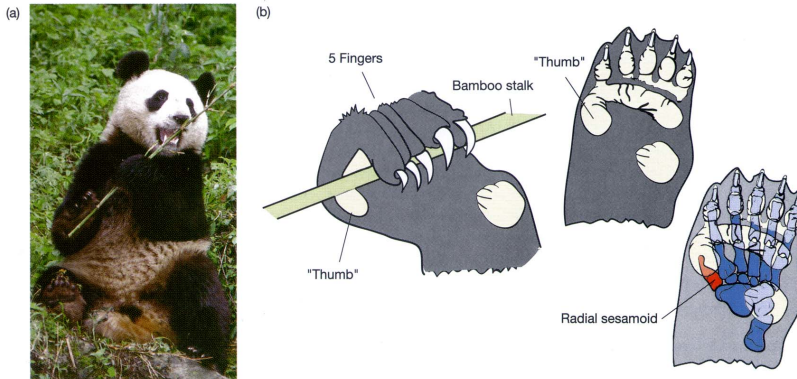 (a)
(b)
5 Fingers
Bamboo stalk
"Thumb"
"Thumb"
Radial sesamoid